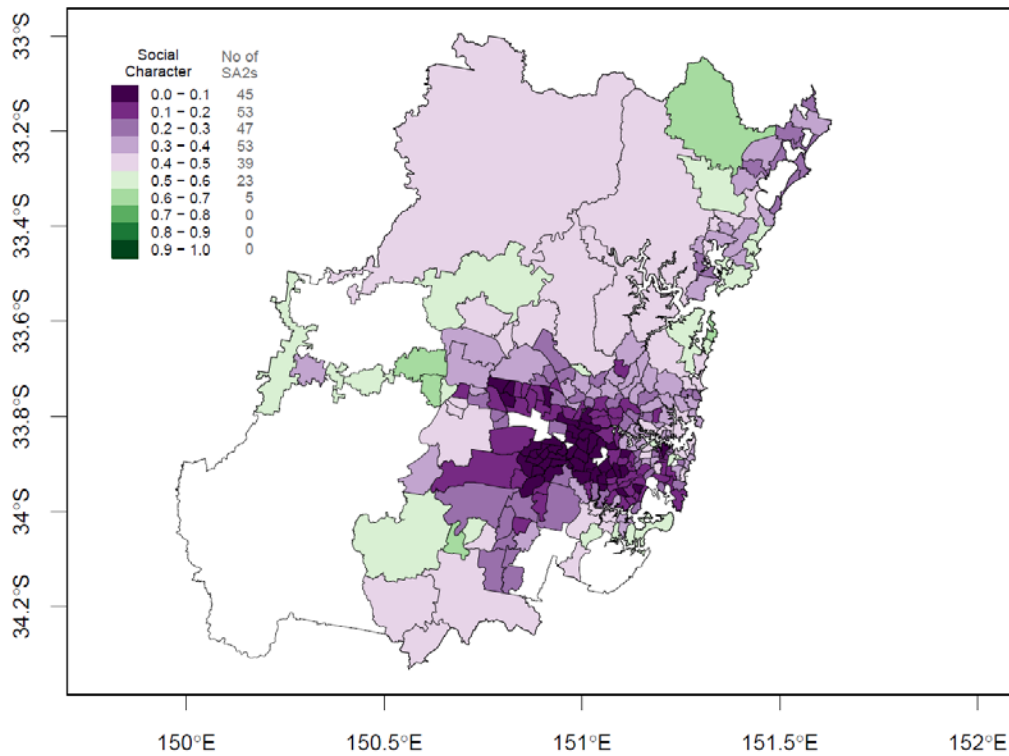 Social No of
Character SA2s
0.0 – 0.1 45
0.1 – 0.2 53
0.2 – 0.3 47
0.3 – 0.4 53
0.4 – 0.5 39
0.5 – 0.6 23
0.6 – 0.7 5
0.7 – 0.8 0
0.8 – 0.9 0
0.9 – 1.0 0
33°S
33.2°S
33.4°S
33.6°S
33.8°S
34°S
34.2°S
150°E 150.5°E 151°E 151.5°E 152°E